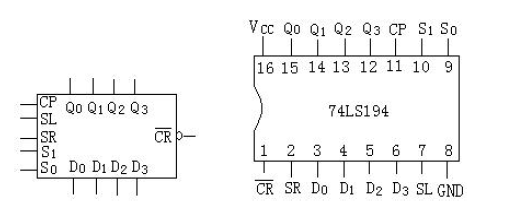 CP Q₀ Q₁ Q₂ Q₃
SL
SR C̅R̅
S₁
S₀ D₀ D₁ D₂ D₃
Vcc Q₀ Q₁ Q₂ Q₃ CP S₁ S₀
16 15 14 13 12 11 10 9
74LS194
1 2 3 4 5 6 7 8
C̅R̅ SR D₀ D₁ D₂ D₃ SL GND